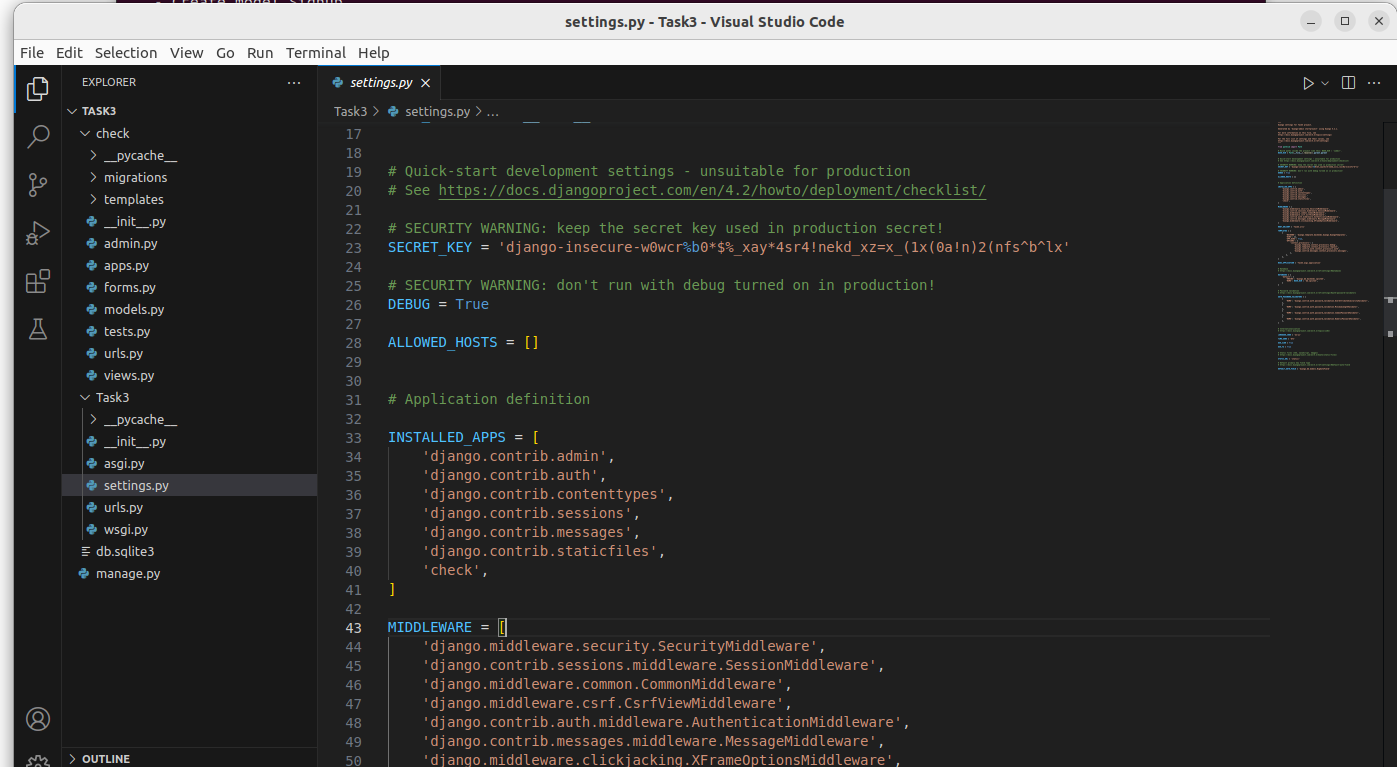 settings.py - Task3 - Visual Studio Code
File Edit Selection View Go Run Terminal Help
EXPLORER
TASK3
check
__pycache__
migrations
templates
__init__.py
admin.py
apps.py
forms.py
models.py
tests.py
urls.py
views.py
Task3
__pycache__
__init__.py
asgi.py
settings.py
urls.py
wsgi.py
db.sqlite3
manage.py
OUTLINE
settings.py
Task3 > settings.py > ...
17
18
19 # Quick-start development settings - unsuitable for production
20 # See https://docs.djangoproject.com/en/4.2/howto/deployment/checklist/
21
22 # SECURITY WARNING: keep the secret key used in production secret!
23 SECRET_KEY = 'django-insecure-w0wcr%b0*$%_xay*4sr4!nekd_xz=x_(1x(0a!n)2(nfs^b^lx'
24
25 # SECURITY WARNING: don't run with debug turned on in production!
26 DEBUG = True
27
28 ALLOWED_HOSTS = []
29
30
31 # Application definition
32
33 INSTALLED_APPS = [
34 'django.contrib.admin',
35 'django.contrib.auth',
36 'django.contrib.contenttypes',
37 'django.contrib.sessions',
38 'django.contrib.messages',
39 'django.contrib.staticfiles',
40 'check',
41 ]
42
43 MIDDLEWARE = [
44 'django.middleware.security.SecurityMiddleware',
45 'django.contrib.sessions.middleware.SessionMiddleware',
46 'django.middleware.common.CommonMiddleware',
47 'django.middleware.csrf.CsrfViewMiddleware',
48 'django.contrib.auth.middleware.AuthenticationMiddleware',
49 'django.contrib.messages.middleware.MessageMiddleware',
50 'django.middleware.clickjacking.XFrameOptionsMiddleware',